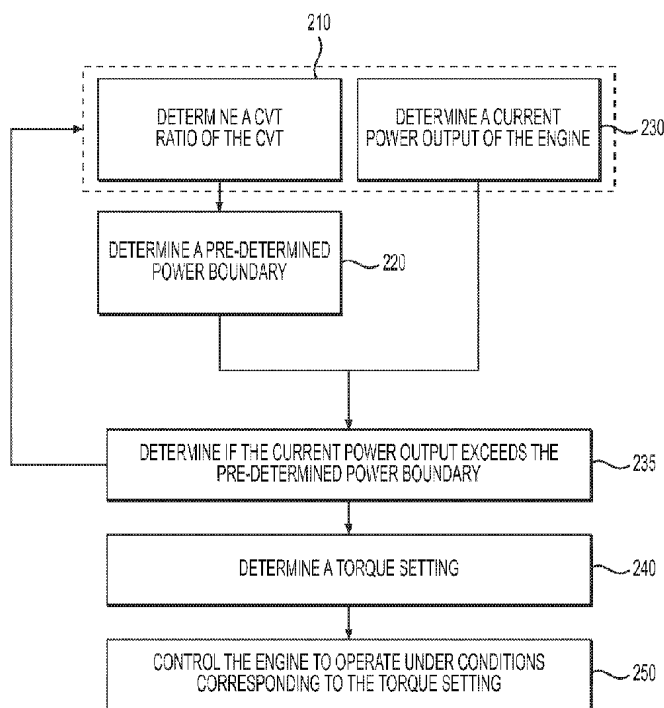 210
DETERMINE A CVT
RATIO OF THE CVT
DETERMINE A CURRENT
POWER OUTPUT OF THE ENGINE
230
DETERMINE A PRE-DETERMINED
POWER BOUNDARY
220
DETERMINE IF THE CURRENT POWER OUTPUT EXCEEDS THE
PRE-DETERMINED POWER BOUNDARY
235
DETERMINE A TORQUE SETTING
240
CONTROL THE ENGINE TO OPERATE UNDER CONDITIONS
CORRESPONDING TO THE TORQUE SETTING
250